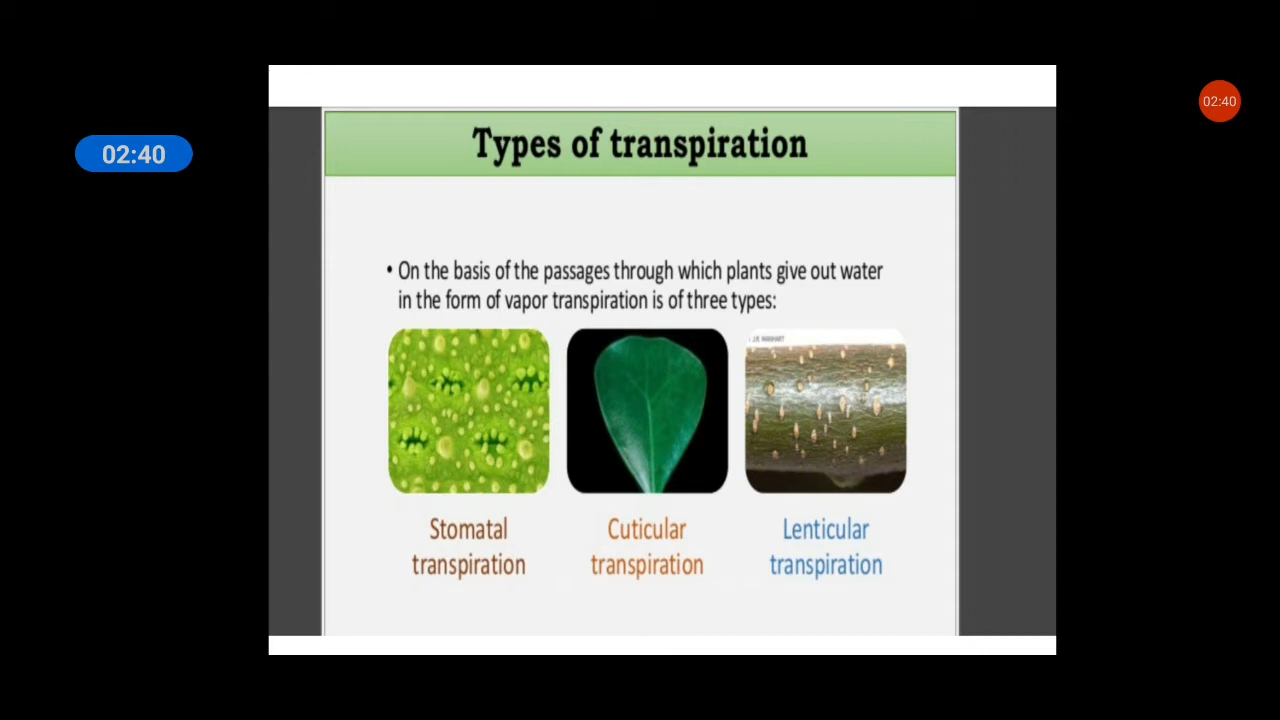 Types of transpiration
02:40
02:40
• On the basis of the passages through which plants give out water
in the form of vapor transpiration is of three types:
Stomatal
transpiration
Cuticular
transpiration
Lenticular
transpiration